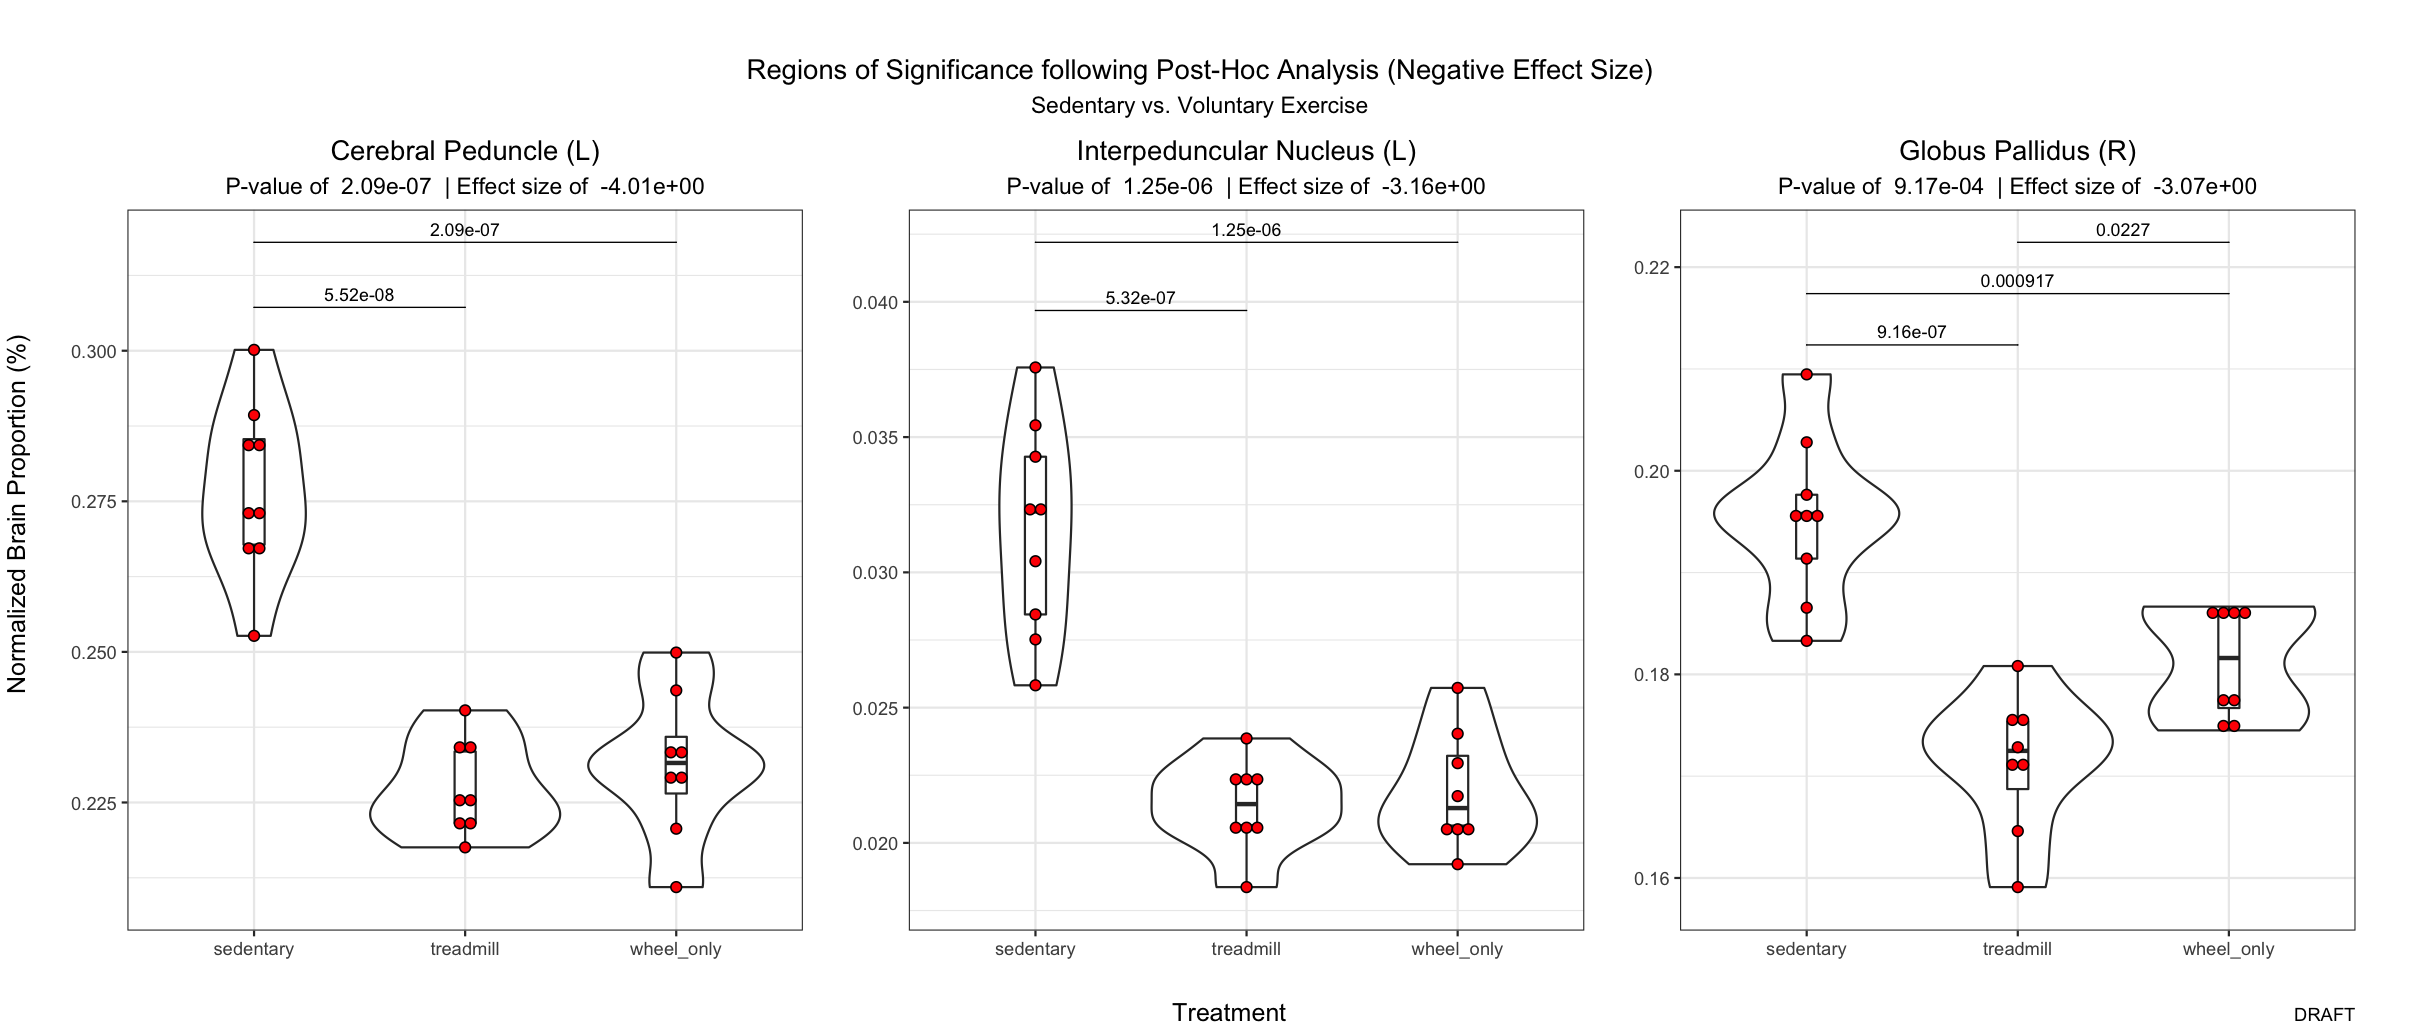 Regions of Significance following Post-Hoc Analysis (Negative Effect Size)
Sedentary vs. Voluntary Exercise
Normalized Brain Proportion (%)
Cerebral Peduncle (L)
P-value of 2.09e-07 | Effect size of -4.01e+00
2.09e-07
5.52e-08
0.300
0.275
0.250
0.225
sedentary treadmill wheel_only
Interpeduncular Nucleus (L)
P-value of 1.25e-06 | Effect size of -3.16e+00
1.25e-06
5.32e-07
0.040
0.035
0.030
0.025
0.020
sedentary treadmill wheel_only
Globus Pallidus (R)
P-value of 9.17e-04 | Effect size of -3.07e+00
0.0227
0.22
0.000917
9.16e-07
0.20
0.18
0.16
sedentary treadmill wheel_only
Treatment
DRAFT